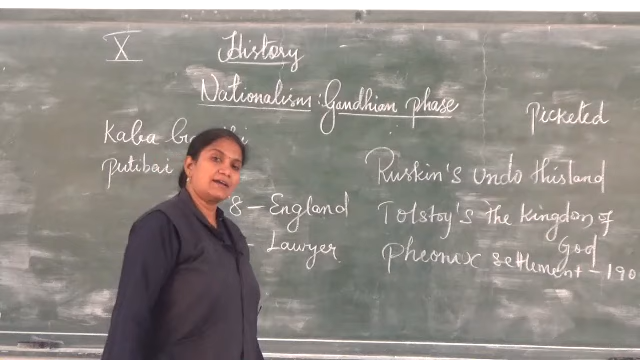 X History
Nationalism: Gandhian phase
Picketed
Kaba
putibai
8 - England
- Lawyer
Ruskin's undo thisland
Tolstoy's The kingdom of
God
Pheonix settlement - 190